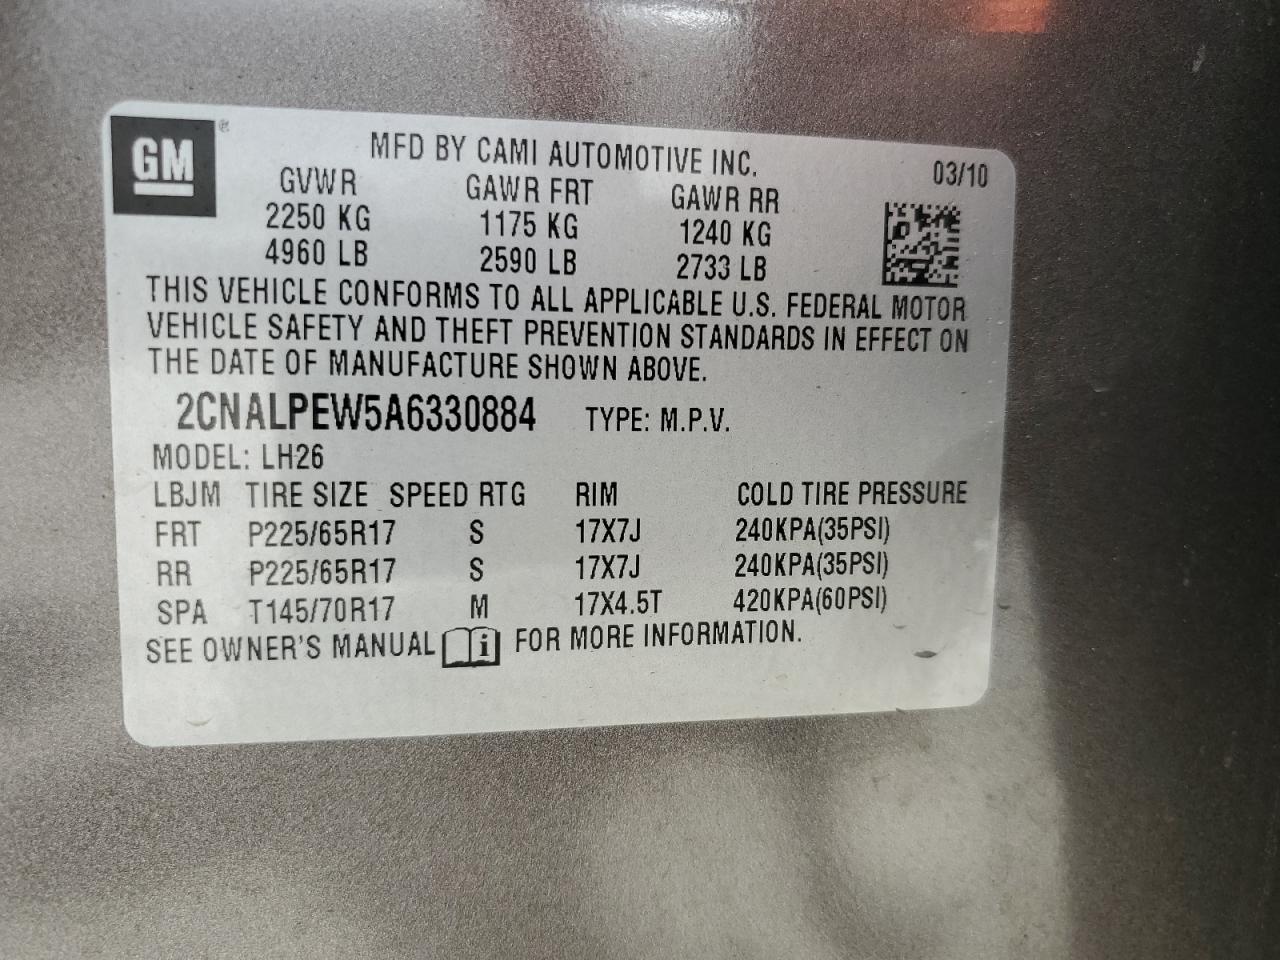 GM ®
MFD BY CAMI AUTOMOTIVE INC. 03/10
GVWR GAWR FRT GAWR RR
2250 KG 1175 KG 1240 KG
4960 LB 2590 LB 2733 LB
THIS VEHICLE CONFORMS TO ALL APPLICABLE U.S. FEDERAL MOTOR
VEHICLE SAFETY AND THEFT PREVENTION STANDARDS IN EFFECT ON
THE DATE OF MANUFACTURE SHOWN ABOVE.
2CNALPEW5A6330884 TYPE: M.P.V.
MODEL: LH26
LBJM TIRE SIZE SPEED RTG RIM COLD TIRE PRESSURE
FRT P225/65R17 S 17X7J 240KPA(35PSI)
RR P225/65R17 S 17X7J 240KPA(35PSI)
SPA T145/70R17 M 17X4.5T 420KPA(60PSI)
SEE OWNER'S MANUAL i FOR MORE INFORMATION.